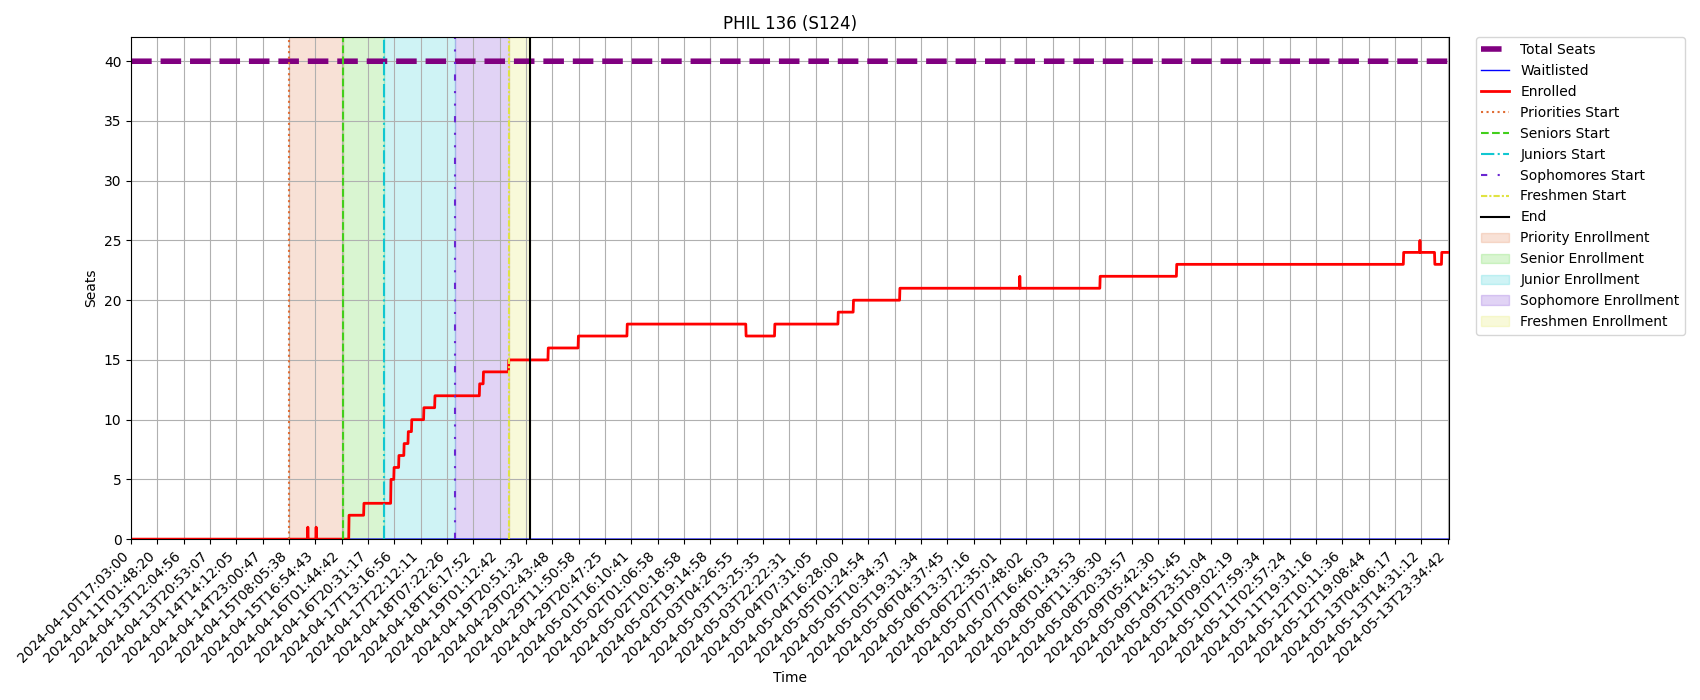 PHIL 136 (S124)
Seats
40
35
30
25
20
15
10
5
0
2024-04-10T17:03:00
2024-04-11T01:48:20
2024-04-13T12:04:56
2024-04-13T20:53:07
2024-04-14T14:12:05
2024-04-14T23:00:47
2024-04-15T08:05:38
2024-04-15T16:54:43
2024-04-16T01:44:42
2024-04-16T20:31:17
2024-04-17T13:16:56
2024-04-17T22:12:11
2024-04-18T07:22:26
2024-04-18T16:17:52
2024-04-19T01:12:42
2024-04-19T20:51:32
2024-04-29T02:43:48
2024-04-29T11:50:58
2024-04-29T20:47:25
2024-05-01T16:10:41
2024-05-02T01:06:58
2024-05-02T10:18:58
2024-05-02T19:14:58
2024-05-03T04:26:55
2024-05-03T13:25:35
2024-05-03T22:22:31
2024-05-04T07:31:05
2024-05-04T16:28:00
2024-05-05T01:24:54
2024-05-05T10:34:37
2024-05-05T19:31:34
2024-05-06T04:37:45
2024-05-06T13:37:16
2024-05-06T22:35:01
2024-05-07T07:48:02
2024-05-07T16:46:03
2024-05-08T01:43:53
2024-05-08T11:36:30
2024-05-08T20:33:57
2024-05-09T05:42:30
2024-05-09T14:51:45
2024-05-09T23:51:04
2024-05-10T09:02:19
2024-05-10T17:59:34
2024-05-11T02:57:24
2024-05-11T19:31:16
2024-05-12T10:11:36
2024-05-12T19:08:44
2024-05-13T04:06:17
2024-05-13T14:31:12
2024-05-13T23:34:42
Time
Total Seats
Waitlisted
Enrolled
Priorities Start
Seniors Start
Juniors Start
Sophomores Start
Freshmen Start
End
Priority Enrollment
Senior Enrollment
Junior Enrollment
Sophomore Enrollment
Freshmen Enrollment